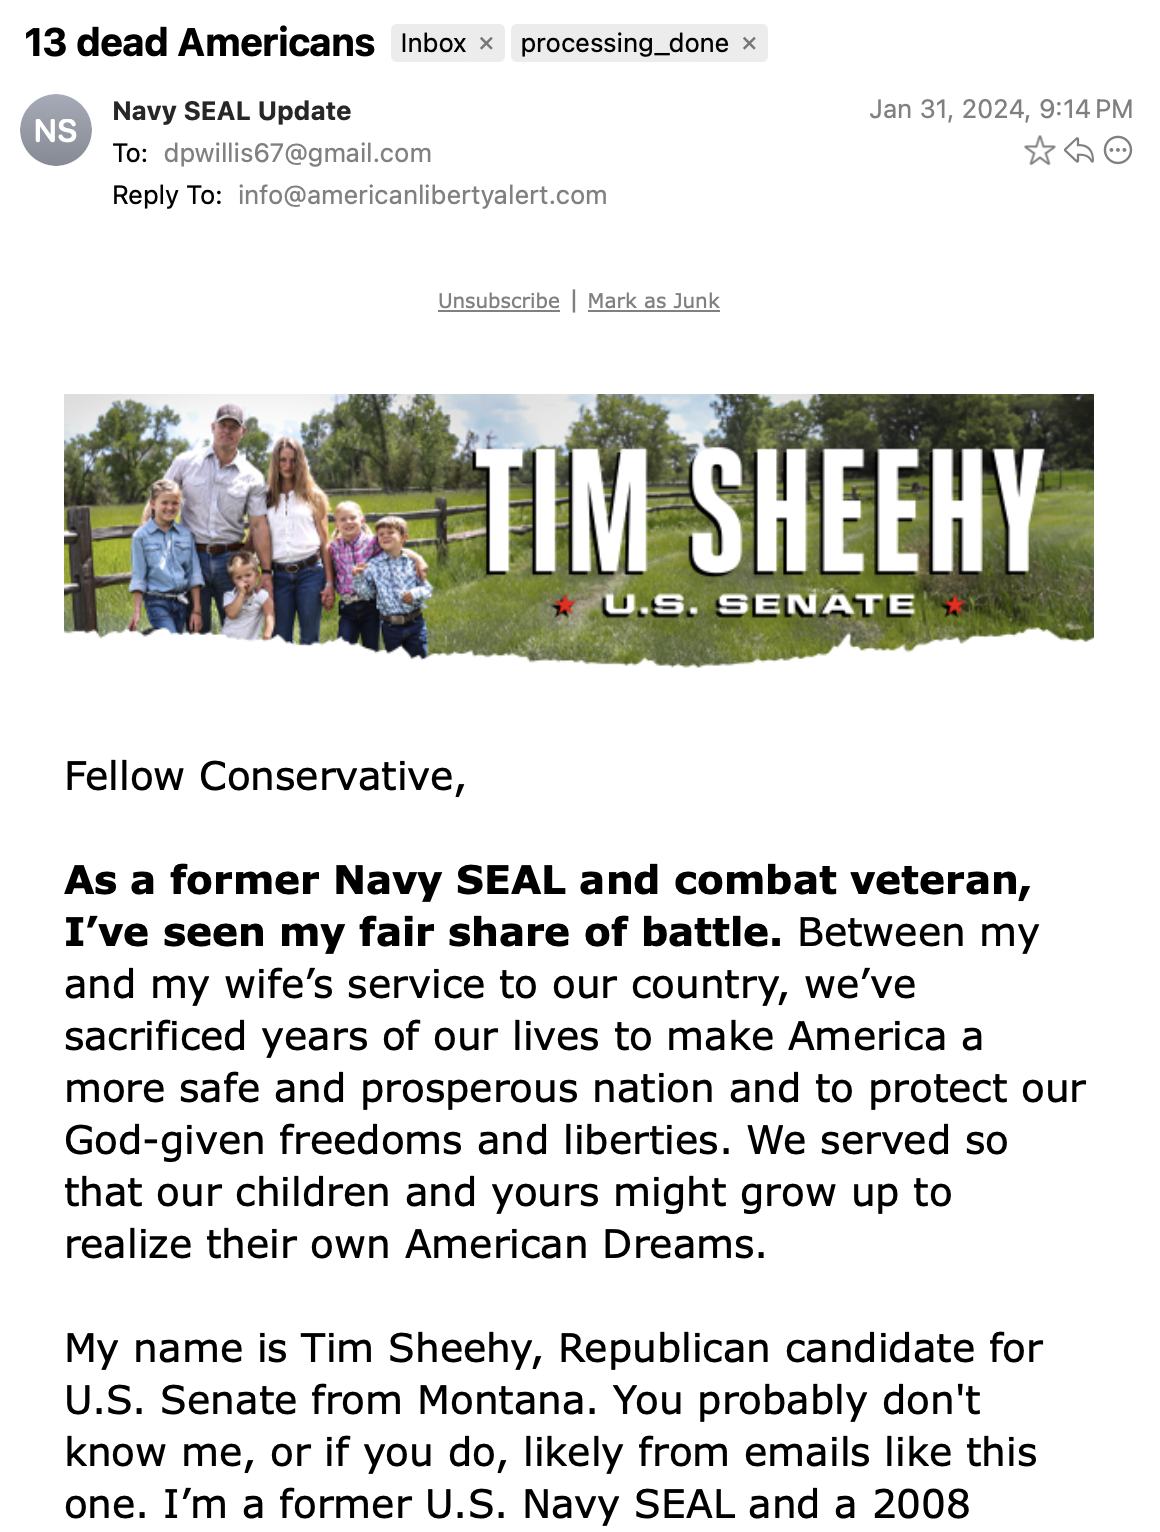 13 dead Americans Inbox × processing_done ×
NS
Navy SEAL Update
Jan 31, 2024, 9:14 PM
To: dpwillis67@gmail.com
Reply To: info@americanlibertyalert.com
Unsubscribe | Mark as Junk
TIM SHEEHY
U.S. SENATE
Fellow Conservative,
As a former Navy SEAL and combat veteran,
I’ve seen my fair share of battle. Between my
and my wife’s service to our country, we’ve
sacrificed years of our lives to make America a
more safe and prosperous nation and to protect our
God-given freedoms and liberties. We served so
that our children and yours might grow up to
realize their own American Dreams.
My name is Tim Sheehy, Republican candidate for
U.S. Senate from Montana. You probably don't
know me, or if you do, likely from emails like this
one. I’m a former U.S. Navy SEAL and a 2008